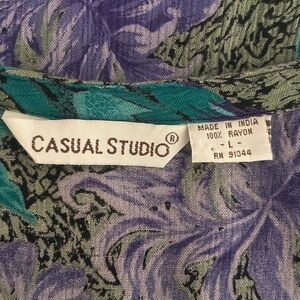 CASUAL STUDIO®
MADE IN INDIA
100% RAYON
- L -
RN 91344